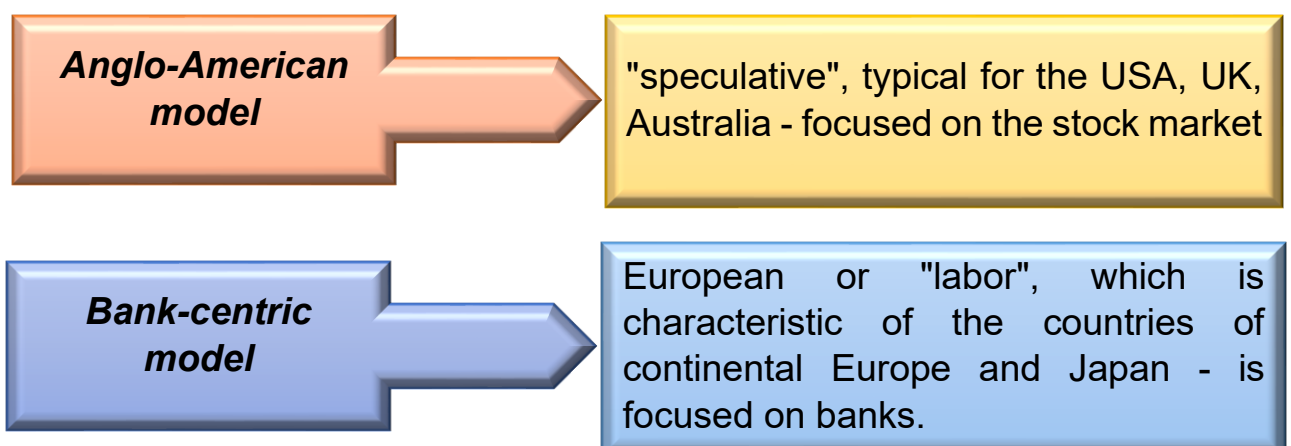 Anglo-American
model
"speculative", typical for the USA, UK,
Australia - focused on the stock market
Bank-centric
model
European or "labor", which is
characteristic of the countries of
continental Europe and Japan - is
focused on banks.